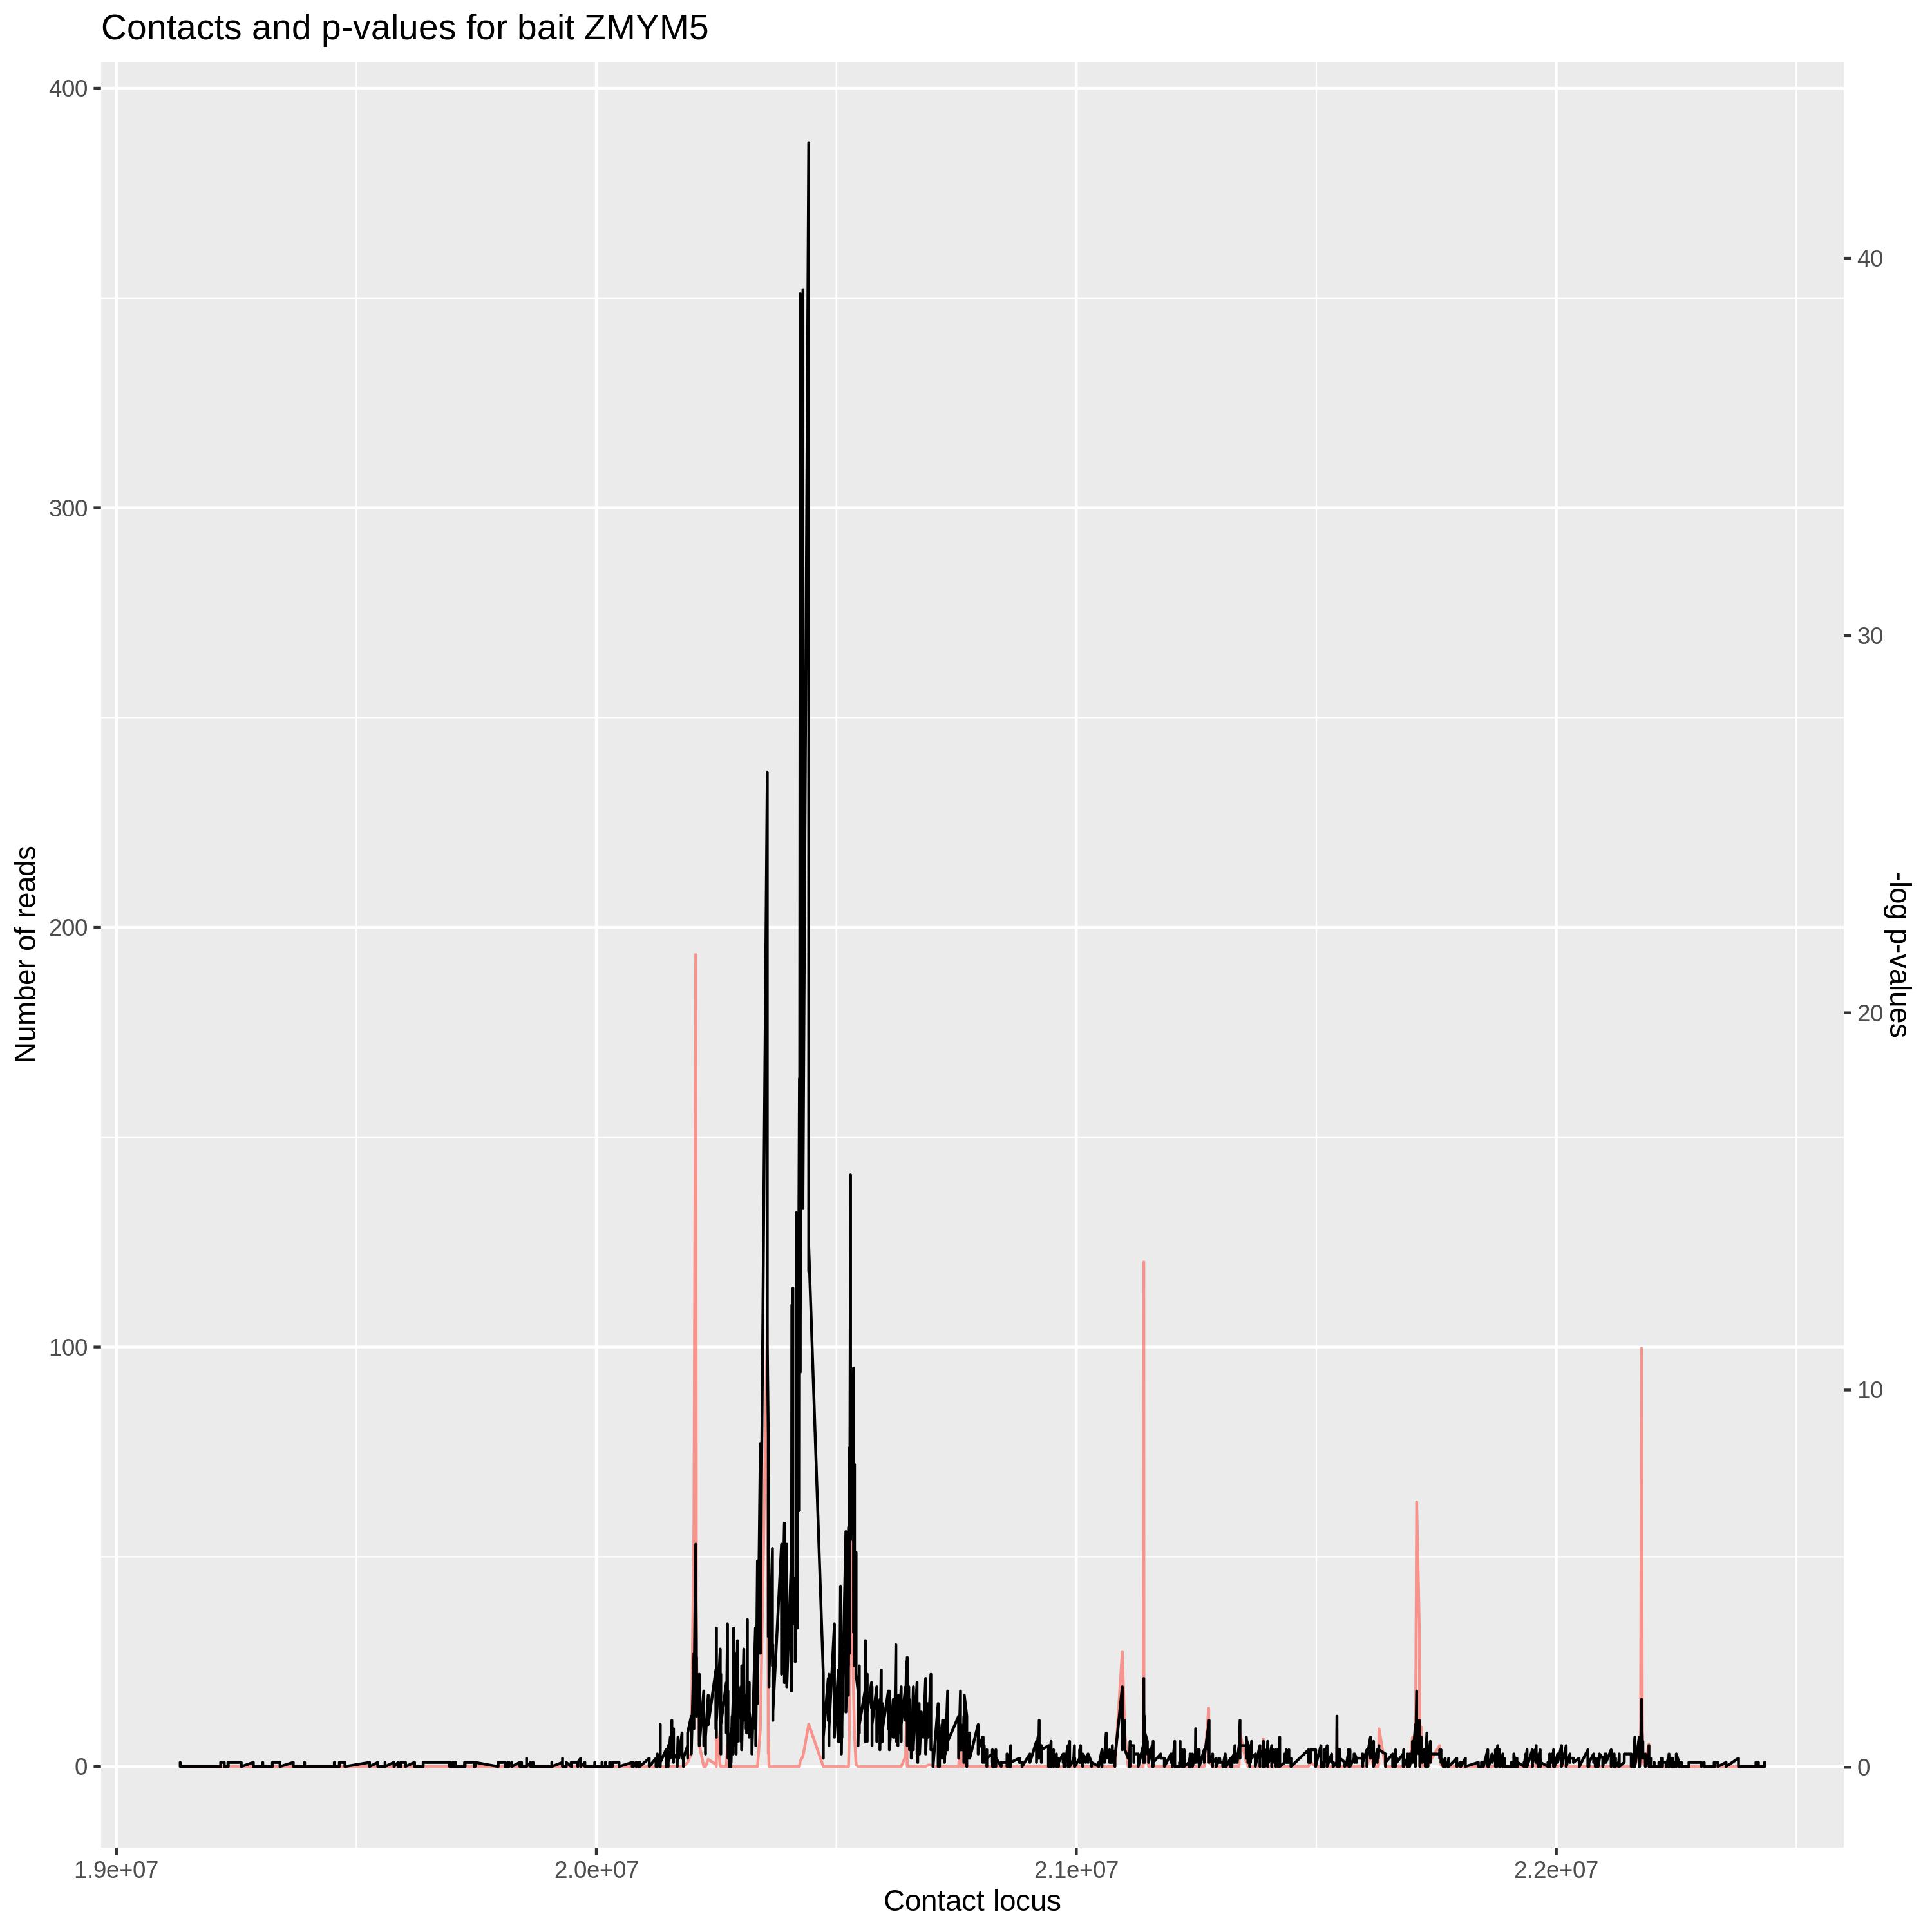 Contacts and p-values for bait ZMYM5
400
300
200
100
0
Number of reads
40
30
20
10
0
-log p-values
1.9e+07
2.0e+07
2.1e+07
2.2e+07
Contact locus